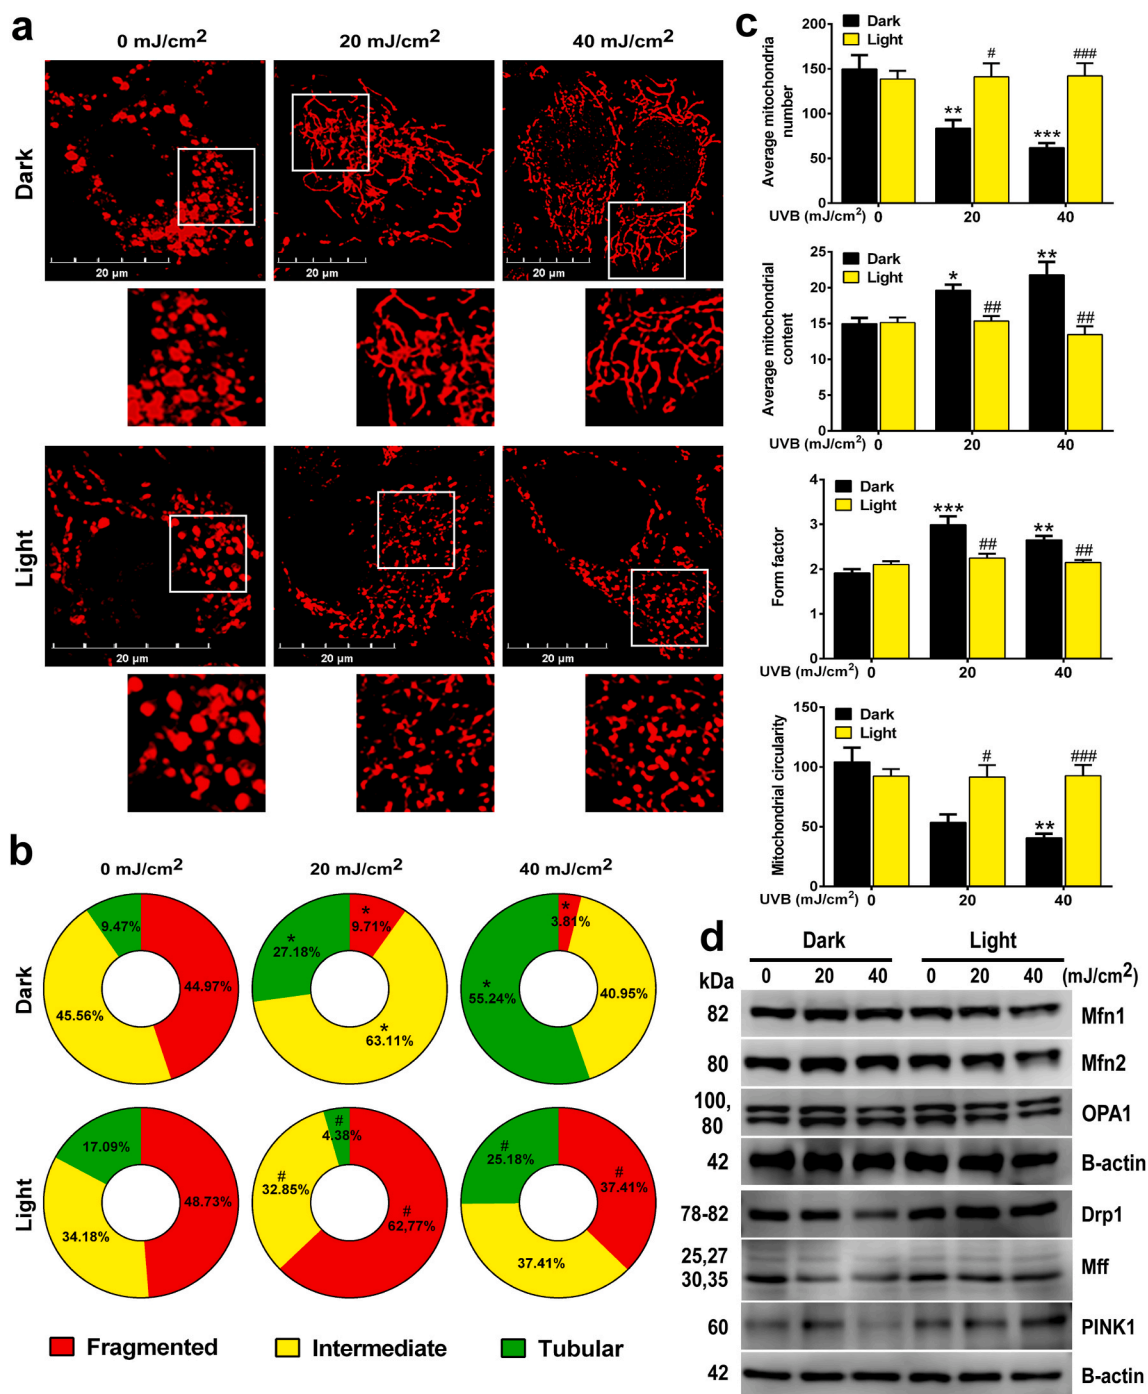 a
0 mJ/cm²
20 mJ/cm²
40 mJ/cm²
Dark
20 µm
20 µm
20 µm
Light
20 µm
20 µm
20 µm
b
0 mJ/cm²
20 mJ/cm²
40 mJ/cm²
Dark
9.47%
44.97%
45.56%
*
9.71%
*
27.18%
*
63.11%
*
3.81%
*
55.24%
40.95%
Light
17.09%
48.73%
34.18%
#
4.38%
#
32.85%
#
62,77%
#
25.18%
#
37.41%
37.41%
Fragmented
Intermediate
Tubular
c
Dark
Light
Average mitochondria
number
200
150
100
50
0
**
#
***
###
UVB (mJ/cm²)
0
20
40
Dark
Light
Average mitochondrial
content
25
20
15
10
5
0
*
##
**
##
UVB (mJ/cm²)
0
20
40
Dark
Light
Form factor
4
3
2
1
0
***
##
**
##
UVB (mJ/cm²)
0
20
40
Dark
Light
Mitochondrial circularity
150
100
50
0
#
**
###
UVB (mJ/cm²)
0
20
40
d
Dark
Light
kDa
0
20
40
0
20
40
(mJ/cm²)
82
Mfn1
80
Mfn2
100,
80
OPA1
42
B-actin
78-82
Drp1
25,27
30,35
Mff
60
PINK1
42
B-actin